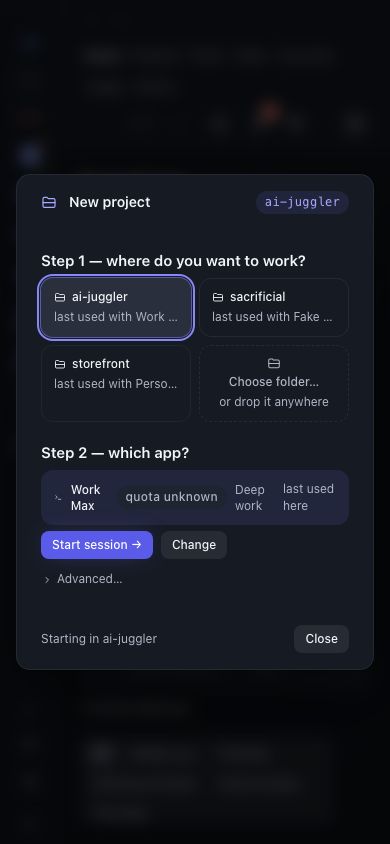 New project
ai-juggler
Step 1 — where do you want to work?
ai-juggler
last used with Work ...
sacrificial
last used with Fake ...
storefront
last used with Perso...
Choose folder...
or drop it anywhere
Step 2 — which app?
Work
Max
quota unknown
Deep
work
last used
here
Start session →
Change
Advanced...
Starting in ai-juggler
Close